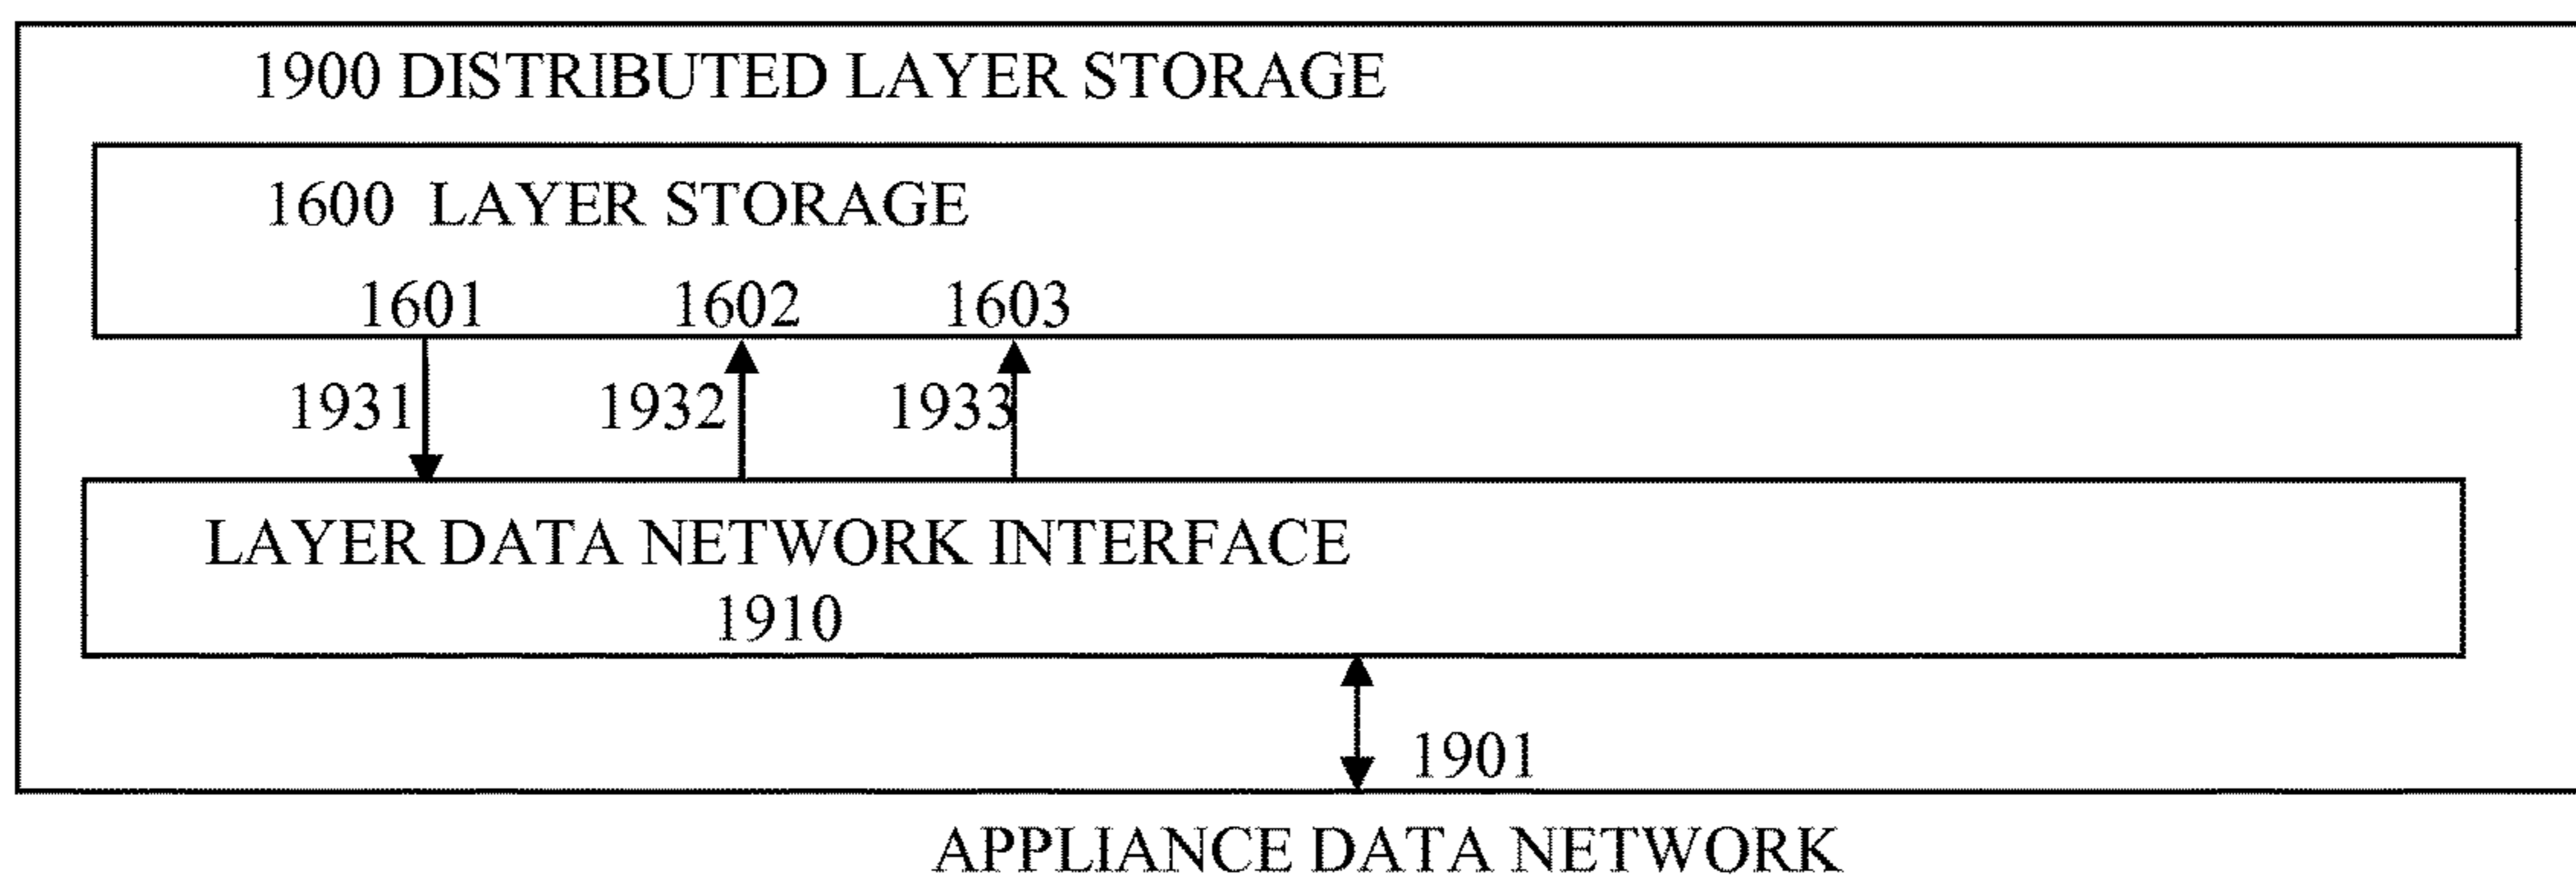 1900 DISTRIBUTED LAYER STORAGE
1600 LAYER STORAGE
1601 1602 1603
1931 1932 1933
LAYER DATA NETWORK INTERFACE
1910
1901
APPLIANCE DATA NETWORK